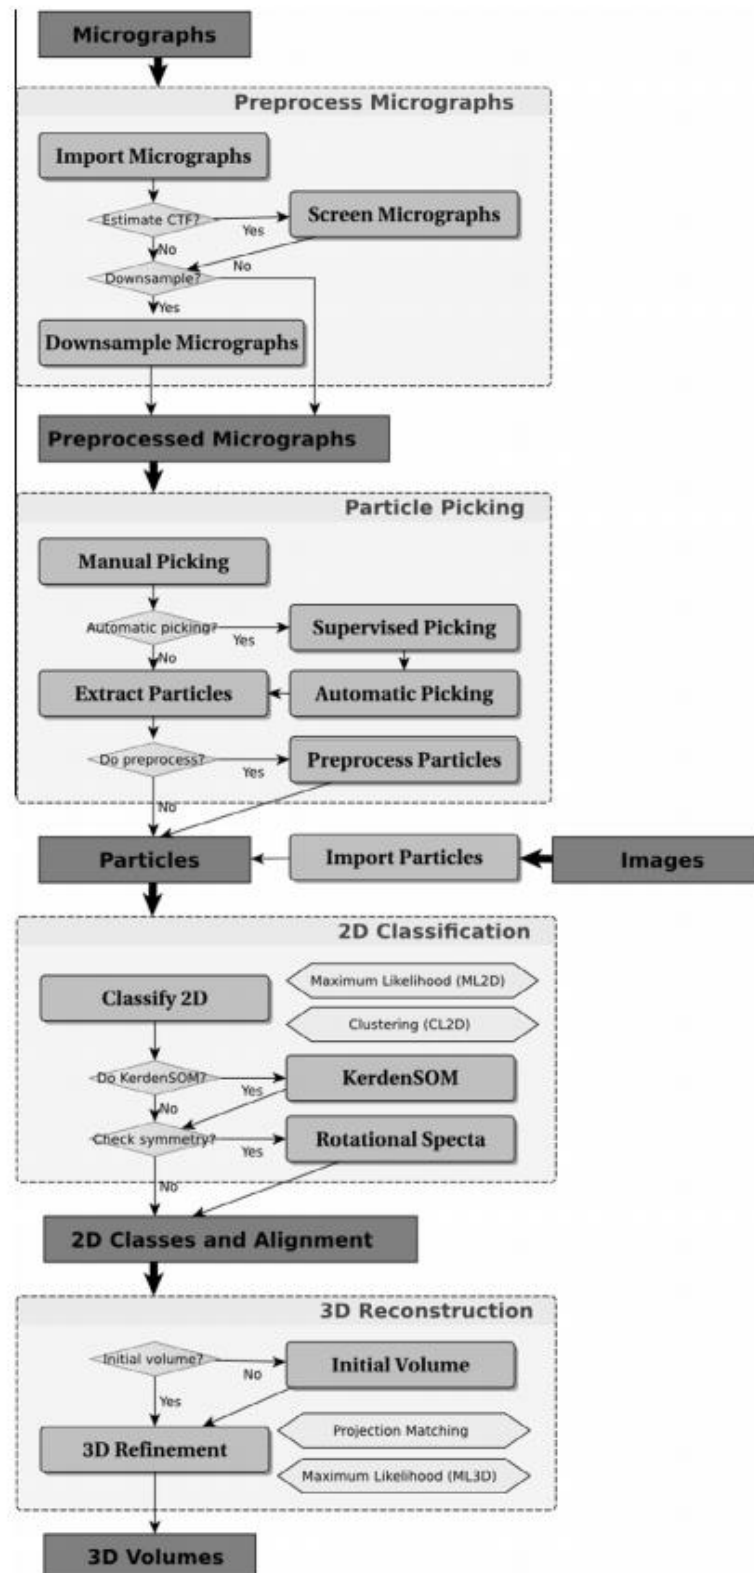 Micrographs
Preprocess Micrographs
Import Micrographs
Estimate CTF?
Yes
Screen Micrographs
No
No
Downsample?
Yes
Downsample Micrographs
Preprocessed Micrographs
Particle Picking
Manual Picking
Automatic picking?
Yes
Supervised Picking
No
Extract Particles
Automatic Picking
Do preprocess?
Yes
Preprocess Particles
No
Particles
Import Particles
Images
2D Classification
Classify 2D
Maximum Likelihood (ML2D)
Clustering (CL2D)
Do KerdenSOM?
Yes
KerdenSOM
No
Check symmetry?
Yes
Rotational Specta
No
2D Classes and Alignment
3D Reconstruction
Initial volume?
No
Initial Volume
Yes
3D Refinement
Projection Matching
Maximum Likelihood (ML3D)
3D Volumes